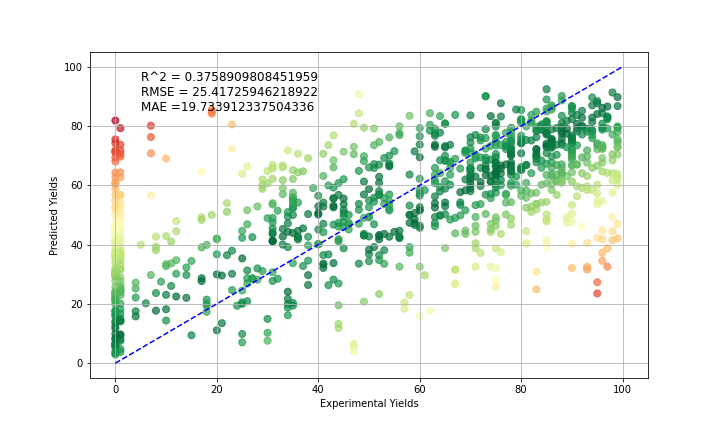 R^2 = 0.3758909808451959
RMSE = 25.41725946218922
MAE =19.733912337504336
100
80
60
40
20
0
Predicted Yields
0 20 40 60 80 100
Experimental Yields